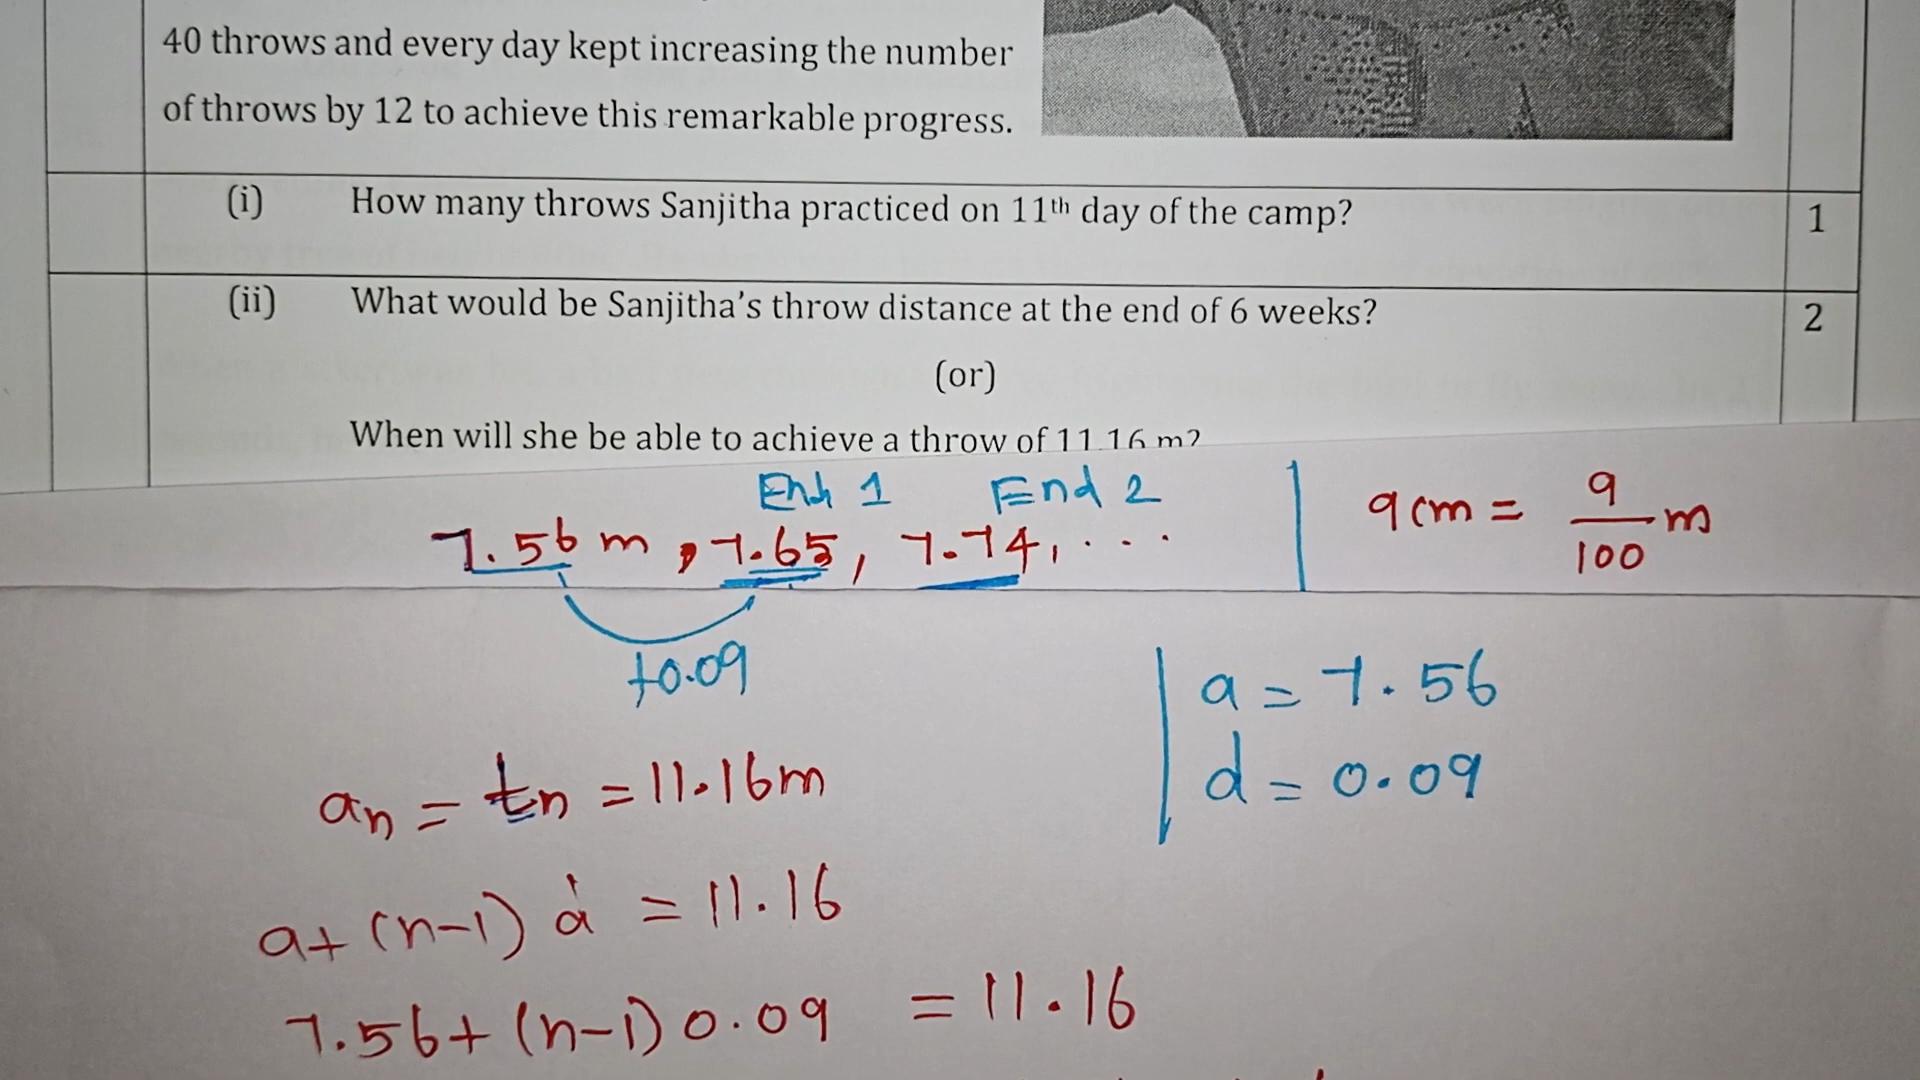 40 throws and every day kept increasing the number
of throws by 12 to achieve this remarkable progress.
(i) How many throws Sanjitha practiced on 11th day of the camp? 1
(ii) What would be Sanjitha's throw distance at the end of 6 weeks? 2
(or)
When will she be able to achieve a throw of 11.16 m?
End 1 End 2
7.56 m, 7.65, 7.74, ...
9cm = 9/100 m
+0.09
a = 7.56
d = 0.09
an = tn = 11.16m
a+(n-1) d = 11.16
7.56+(n-1) 0.09 = 11.16